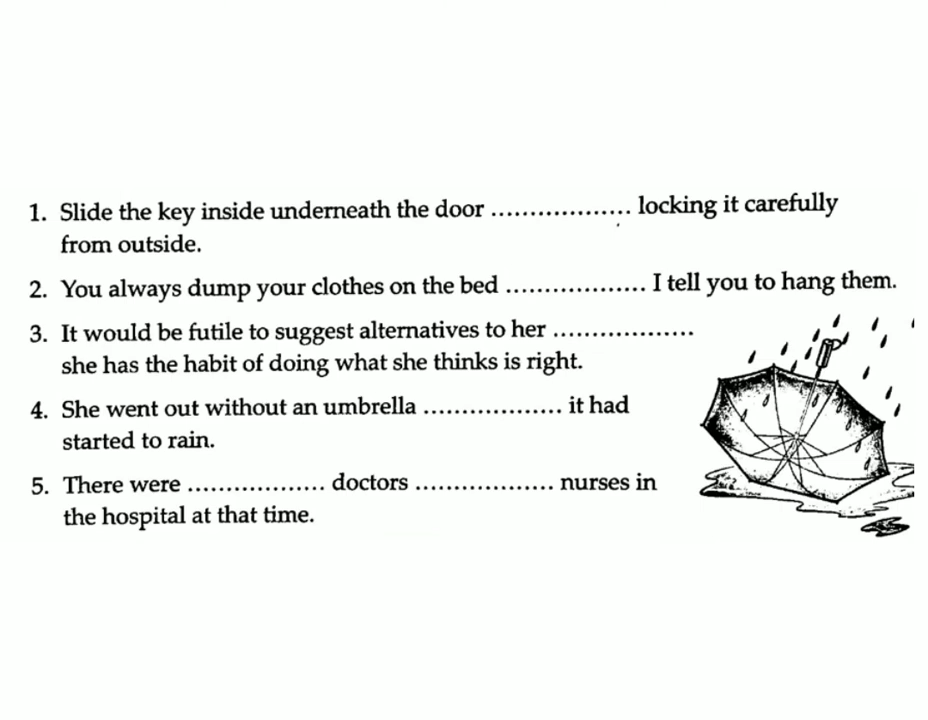 1. Slide the key inside underneath the door .................. locking it carefully
from outside.
2. You always dump your clothes on the bed .................. I tell you to hang them.
3. It would be futile to suggest alternatives to her ..................
she has the habit of doing what she thinks is right.
4. She went out without an umbrella .................. it had
started to rain.
5. There were .................. doctors .................. nurses in
the hospital at that time.